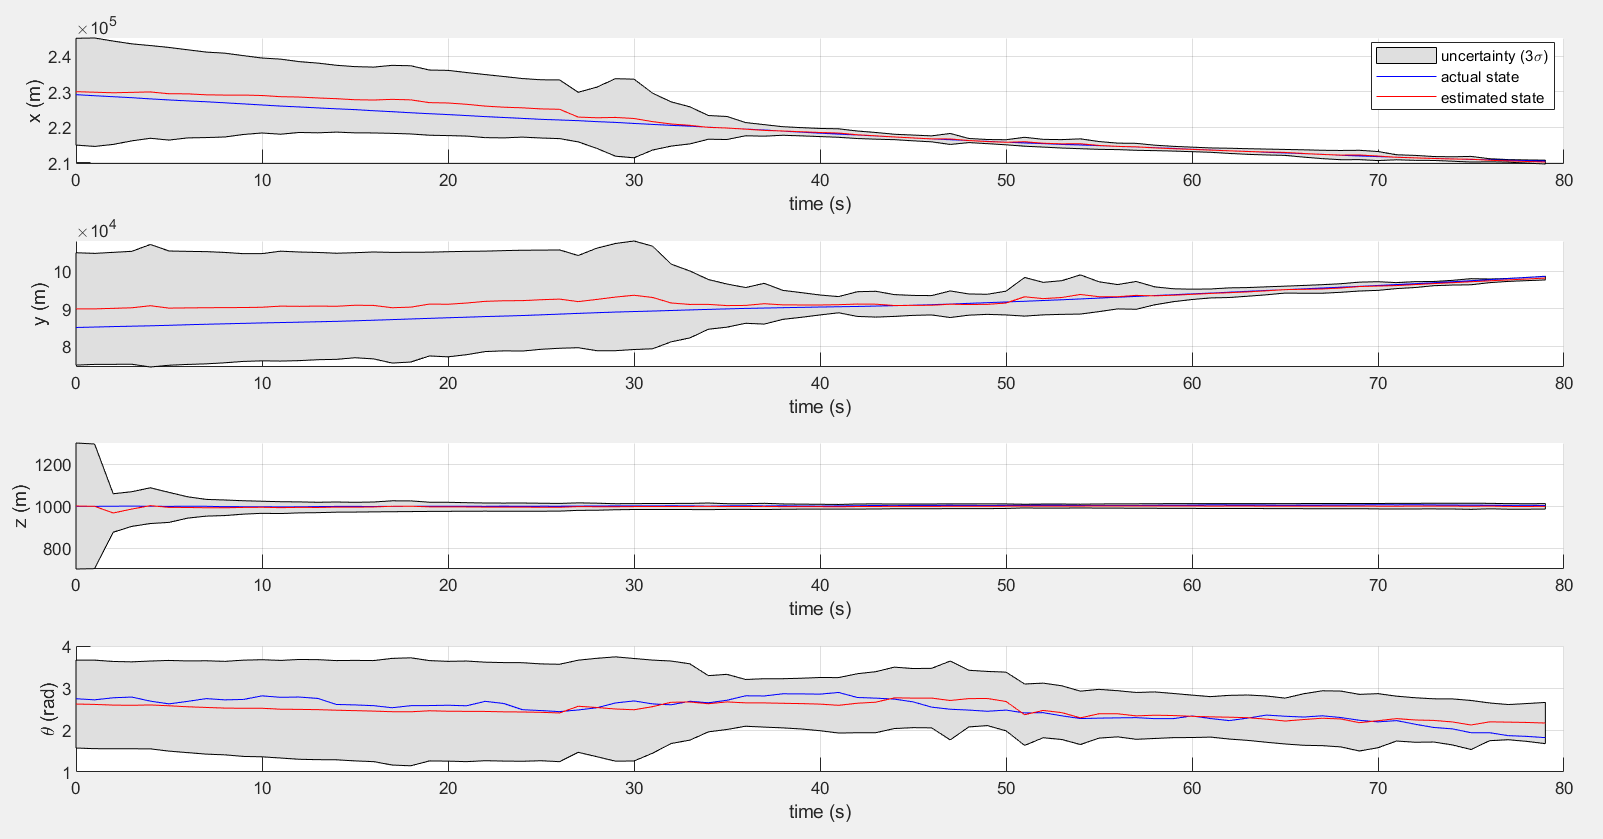 ×10^5
2.4
2.3
2.2
2.1
x (m)
uncertainty (3σ)
actual state
estimated state
0 10 20 30 40 50 60 70 80
time (s)
×10^4
10
9
8
y (m)
0 10 20 30 40 50 60 70 80
time (s)
1200
1000
800
z (m)
0 10 20 30 40 50 60 70 80
time (s)
4
3
2
1
θ (rad)
0 10 20 30 40 50 60 70 80
time (s)